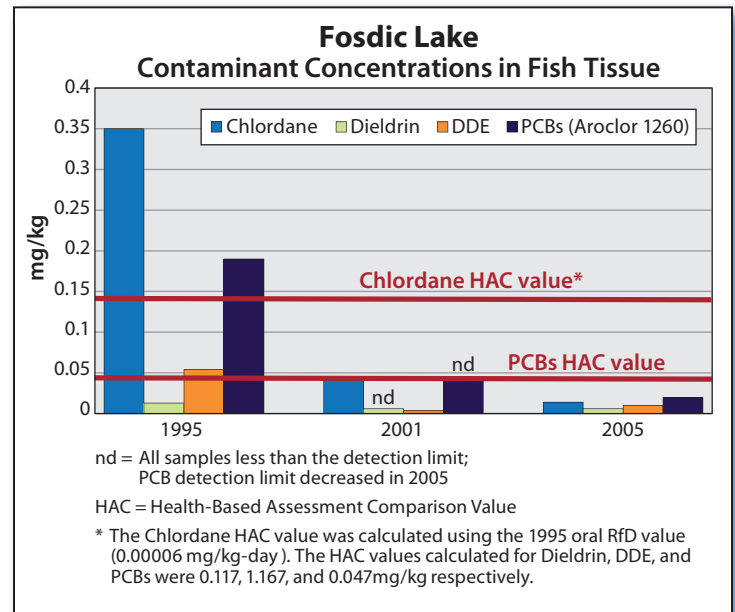 Fosdic Lake
Contaminant Concentrations in Fish Tissue
0.4
Chlordane Dieldrin DDE PCBs (Aroclor 1260)
0.35
0.3
0.25
mg/kg
0.2
Chlordane HAC value*
0.15
0.1
nd
PCBs HAC value
0.05
nd
0
1995 2001 2005
nd = All samples less than the detection limit;
PCB detection limit decreased in 2005
HAC = Health-Based Assessment Comparison Value
* The Chlordane HAC value was calculated using the 1995 oral RfD value
(0.00006 mg/kg-day ). The HAC values calculated for Dieldrin, DDE, and
PCBs were 0.117, 1.167, and 0.047mg/kg respectively.